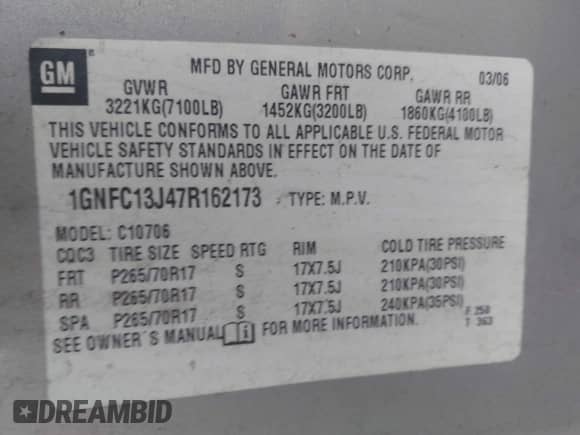 GM
MFD BY GENERAL MOTORS CORP. 03/06
GVWR GAWR FRT GAWR RR
3221KG(7100LB) 1452KG(3200LB) 1860KG(4100LB)
THIS VEHICLE CONFORMS TO ALL APPLICABLE U.S. FEDERAL MOTOR
VEHICLE SAFETY STANDARDS IN EFFECT ON THE DATE OF
MANUFACTURE SHOWN ABOVE.
1GNFC13J47R162173 TYPE: M.P.V.
MODEL: C10706
CQC3 TIRE SIZE SPEED RTG RIM COLD TIRE PRESSURE
FRT P265/70R17 S 17X7.5J 210KPA(30PSI)
RR P265/70R17 S 17X7.5J 210KPA(30PSI)
SPA P265/70R17 S 17X7.5J 240KPA(35PSI)
F 250
T 363
SEE OWNER'S MANUAL FOR MORE INFORMATION.
DREAMBID